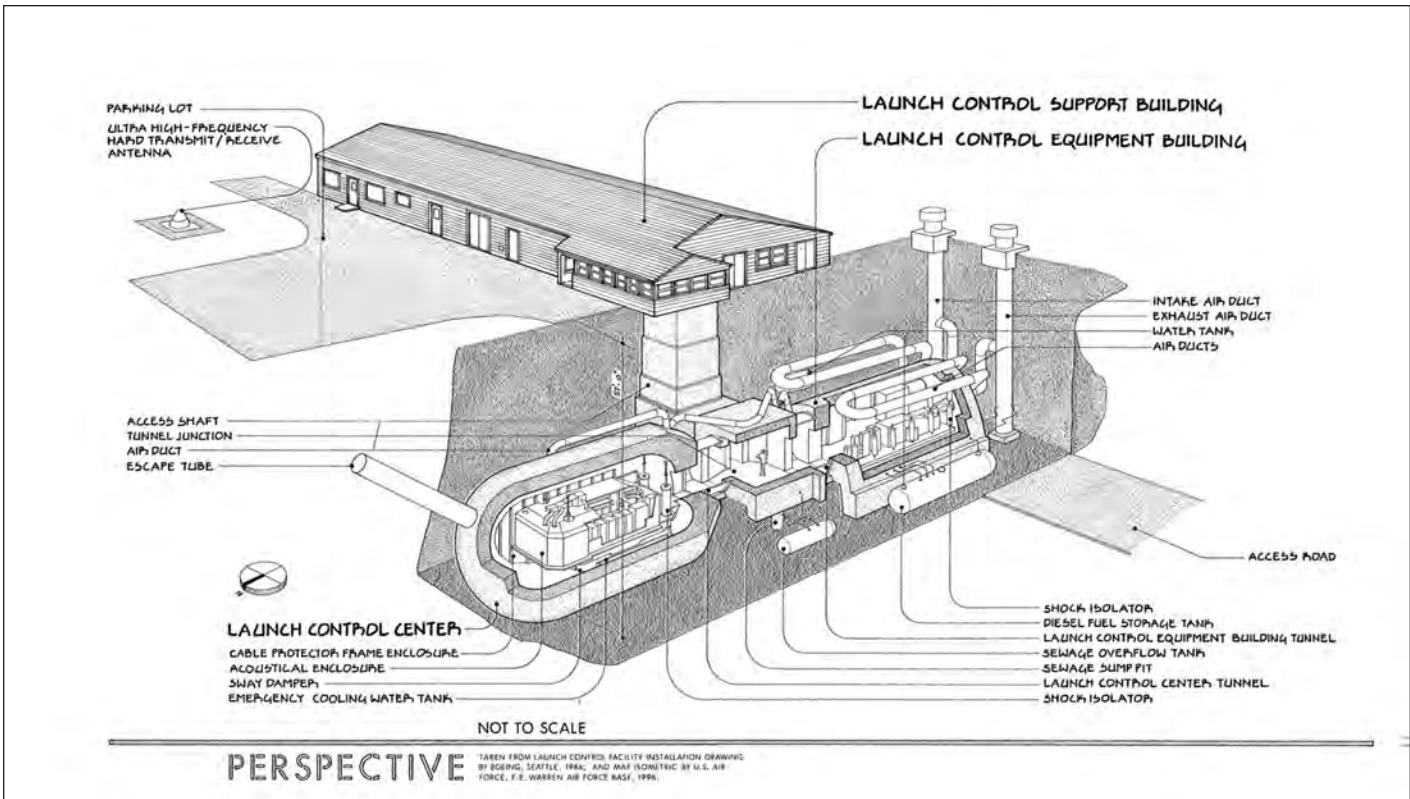 PARKING LOT
ULTRA HIGH-FREQUENCY
HARD TRANSMIT/RECEIVE
ANTENNA
LAUNCH CONTROL SUPPORT BUILDING
LAUNCH CONTROL EQUIPMENT BUILDING
INTAKE AIR DUCT
EXHAUST AIR DUCT
WATER TANK
AIR DUCTS
ACCESS SHAFT
TUNNEL JUNCTION
AIR DUCT
ESCAPE TUBE
ACCESS ROAD
LAUNCH CONTROL CENTER
CABLE PROTECTOR FRAME ENCLOSURE
ACOUSTICAL ENCLOSURE
SWAY DAMPER
EMERGENCY COOLING WATER TANK
SHOCK ISOLATOR
DIESEL FUEL STORAGE TANK
LAUNCH CONTROL EQUIPMENT BUILDING TUNNEL
SEWAGE OVERFLOW TANK
SEWAGE SUMP PIT
LAUNCH CONTROL CENTER TUNNEL
SHOCK ISOLATOR
NOT TO SCALE
PERSPECTIVE
TAKEN FROM LAUNCH CONTROL FACILITY INSTALLATION DRAWING
BY BOEING, SEATTLE, 1966; AND MAF ISOMETRIC BY U.S. AIR
FORCE, F.E. WARREN AIR FORCE BASE, 1996.